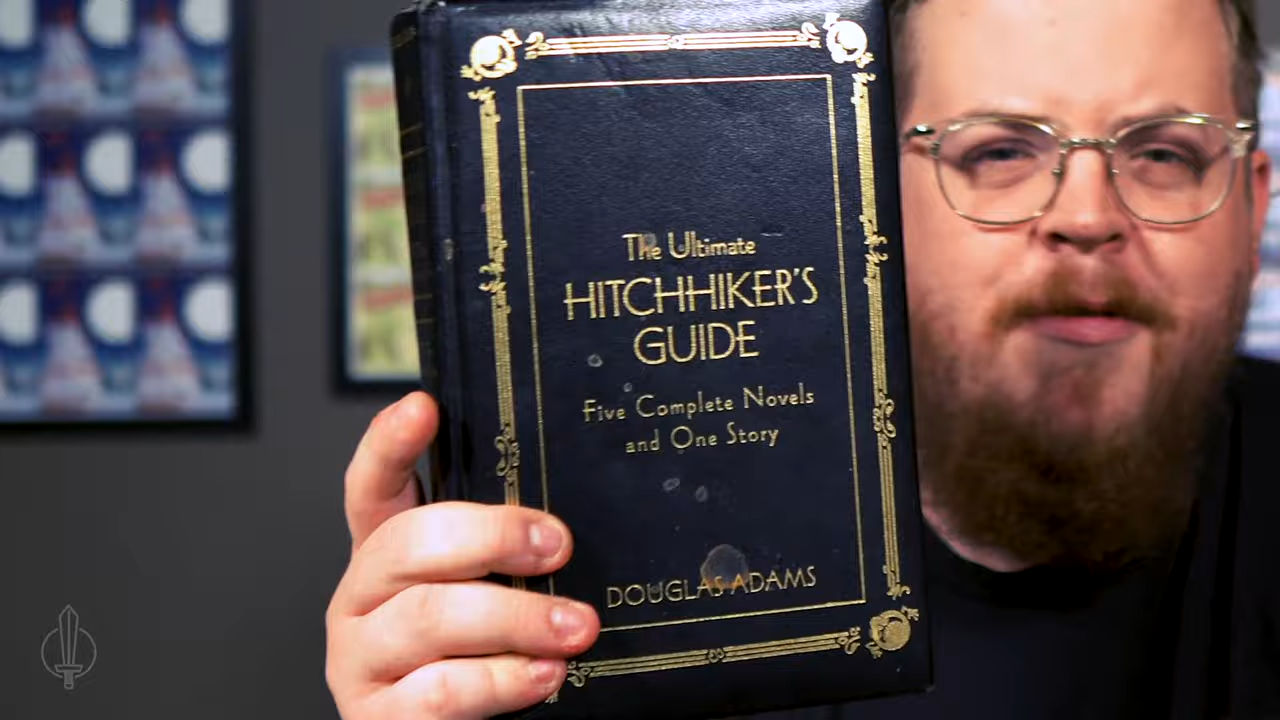 The Ultimate
HITCHHIKER'S
GUIDE
Five Complete Novels
and One Story
DOUGLAS ADAMS